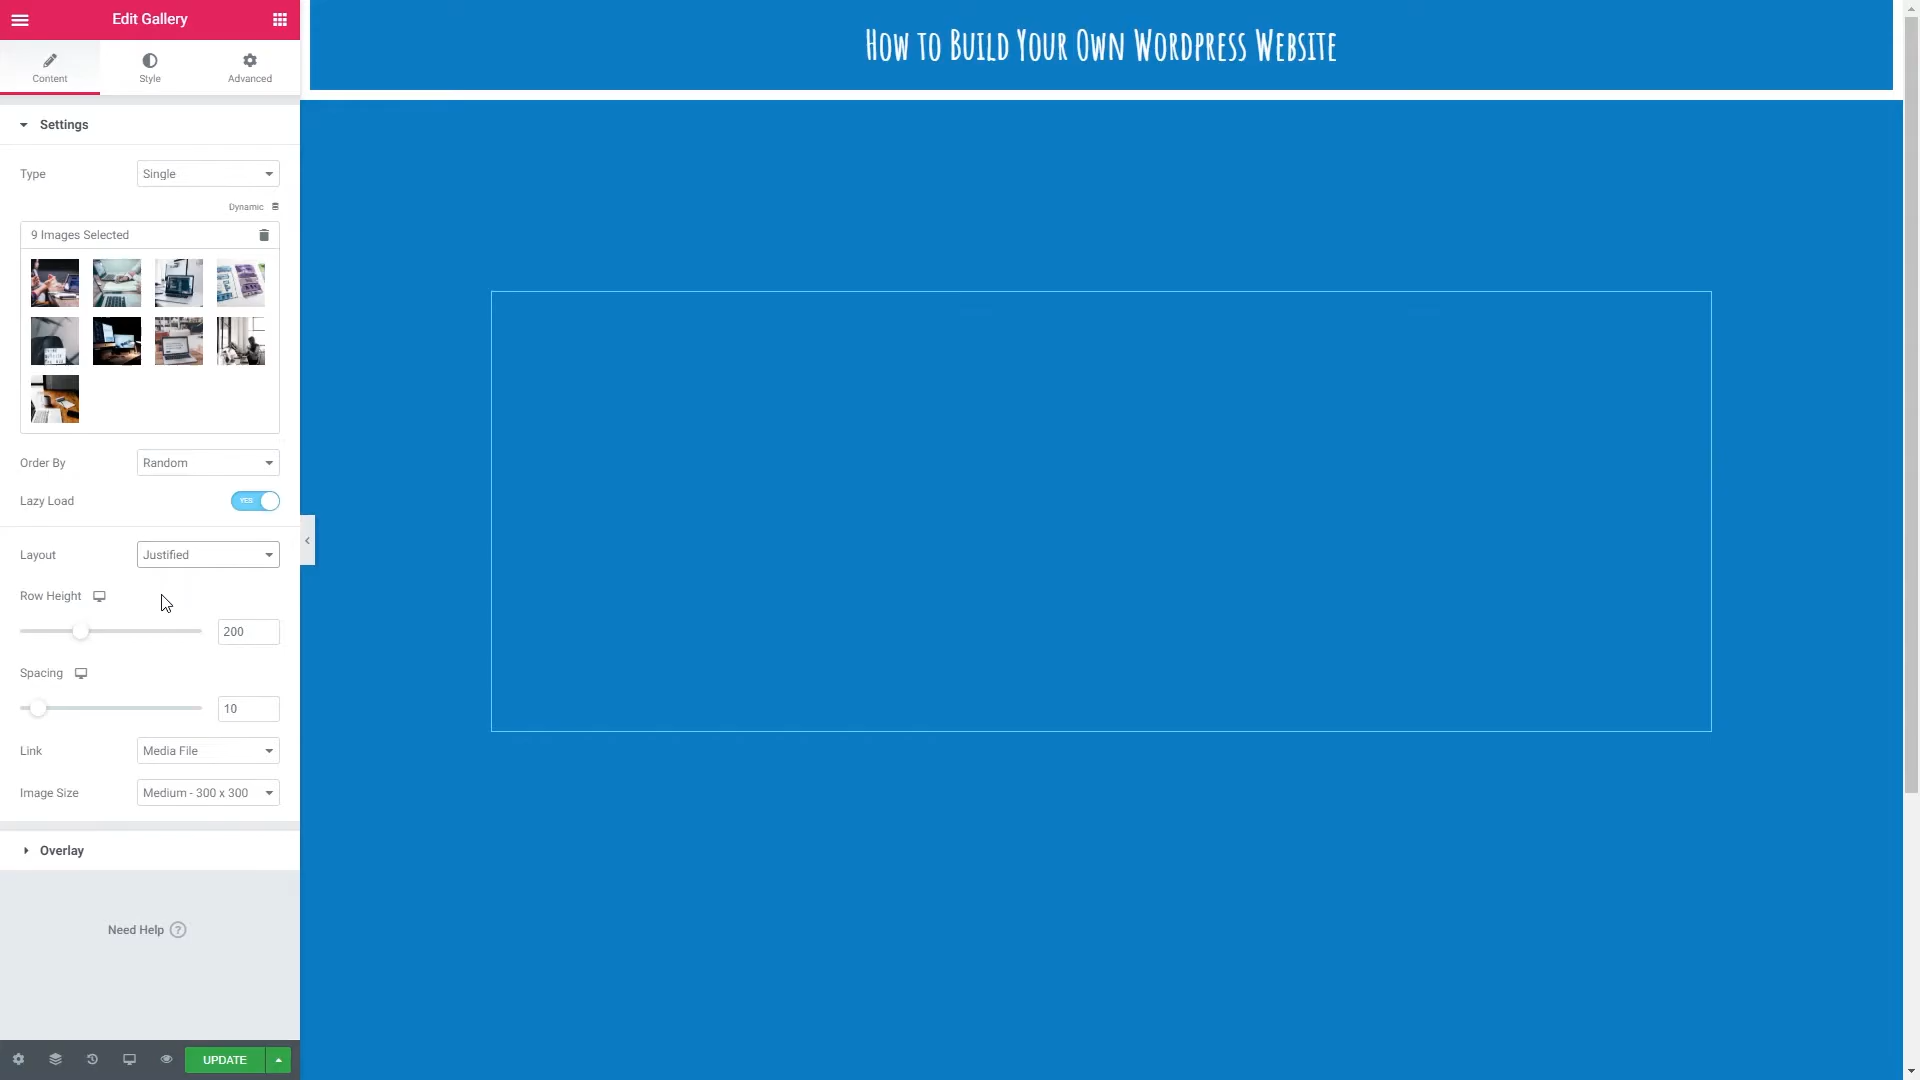 Edit Gallery
How to Build Your Own Wordpress Website
Content
Style
Advanced
Settings
Type
Single
Dynamic
9 Images Selected
Order By
Random
Lazy Load
YES
Layout
Justified
Row Height
200
Spacing
10
Link
Media File
Image Size
Medium - 300 x 300
Overlay
Need Help ?
UPDATE